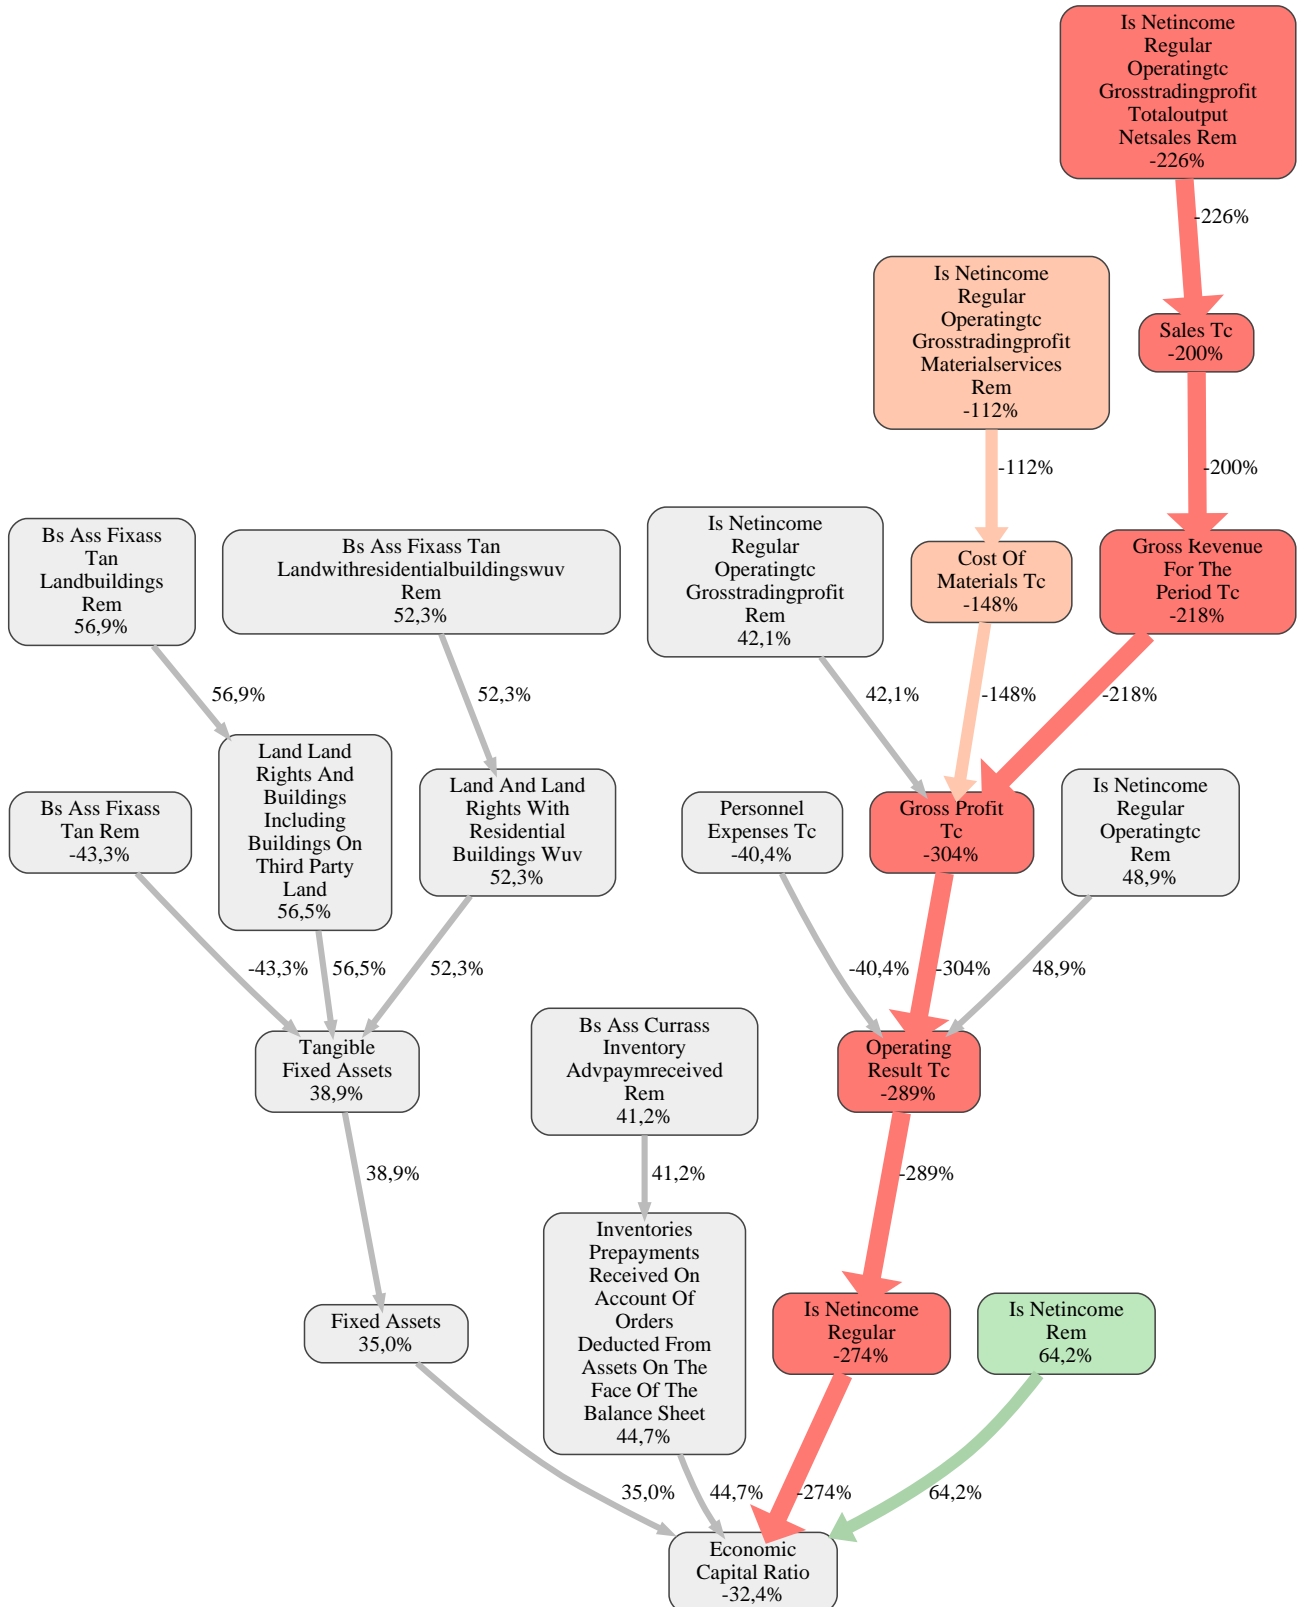 Is Netincome
Regular
Operatingtc
Grosstradingprofit
Totaloutput
Netsales Rem
-226%
-226%
Is Netincome
Regular
Operatingtc
Grosstradingprofit
Materialservices
Rem
-112%
Sales Tc
-200%
-112%
-200%
Bs Ass Fixass
Tan
Landbuildings
Rem
56,9%
Bs Ass Fixass Tan
Landwithresidentialbuildingswuv
Rem
52,3%
Is Netincome
Regular
Operatingtc
Grosstradingprofit
Rem
42,1%
Cost Of
Materials Tc
-148%
Gross Revenue
For The
Period Tc
-218%
56,9%
52,3%
42,1%
-148%
-218%
Bs Ass Fixass
Tan Rem
-43,3%
Land Land
Rights And
Buildings
Including
Buildings On
Third Party
Land
56,5%
Land And Land
Rights With
Residential
Buildings Wuv
52,3%
Personnel
Expenses Tc
-40,4%
Gross Profit
Tc
-304%
Is Netincome
Regular
Operatingtc
Rem
48,9%
-43,3%
56,5%
52,3%
-40,4%
-304%
48,9%
Tangible
Fixed Assets
38,9%
Bs Ass Currass
Inventory
Advpaymreceived
Rem
41,2%
Operating
Result Tc
-289%
38,9%
41,2%
-289%
Fixed Assets
35,0%
Inventories
Prepayments
Received On
Account Of
Orders
Deducted From
Assets On The
Face Of The
Balance Sheet
44,7%
Is Netincome
Regular
-274%
Is Netincome
Rem
64,2%
35,0%
44,7%
-274%
64,2%
Economic
Capital Ratio
-32,4%